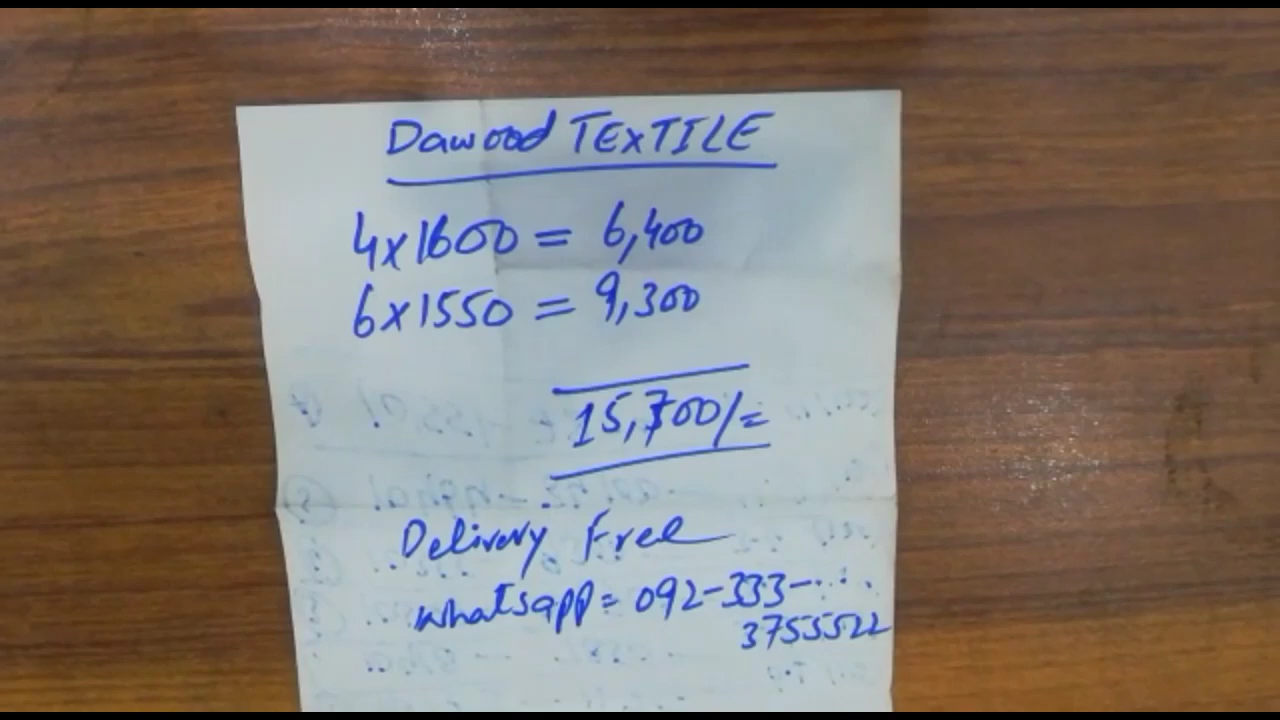 Dawood TEXTILE
4x1600 = 6,400
6x1550 = 9,300
15,700/=
Delivery Free
whatsapp = 092-333-....
3755522